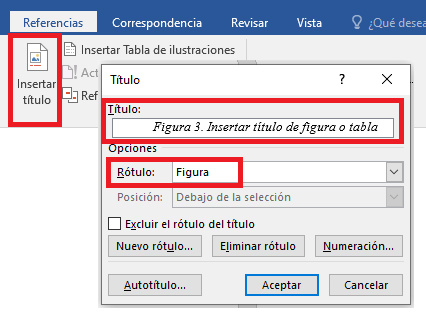 Referencias Correspondencia Revisar Vista ¿Qué dese
Insertar Tabla de ilustraciones
Insertar título
Act
Ref
Título ? ×
Título:
Figura 3. Insertar título de figura o tabla
Opciones
Rótulo: Figura
Posición: Debajo de la selección
Excluir el rótulo del título
Nuevo rótulo... Eliminar rótulo Numeración...
Autotítulo... Aceptar Cancelar